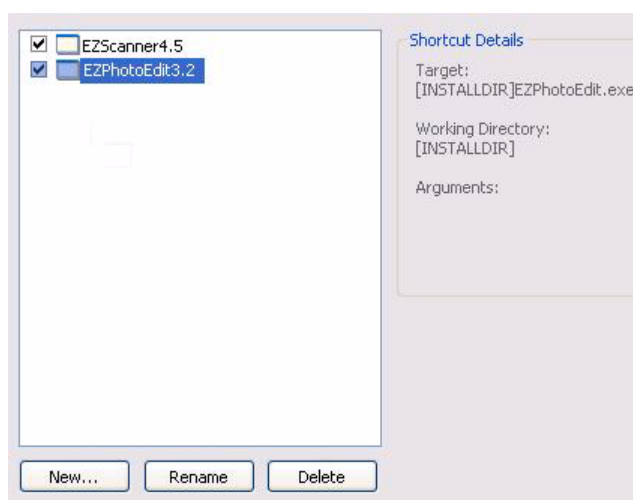 EZScanner4.5
EZPhotoEdit3.2
Shortcut Details
Target:
[INSTALLDIR]EZPhotoEdit.exe
Working Directory:
[INSTALLDIR]
Arguments:
New...
Rename
Delete